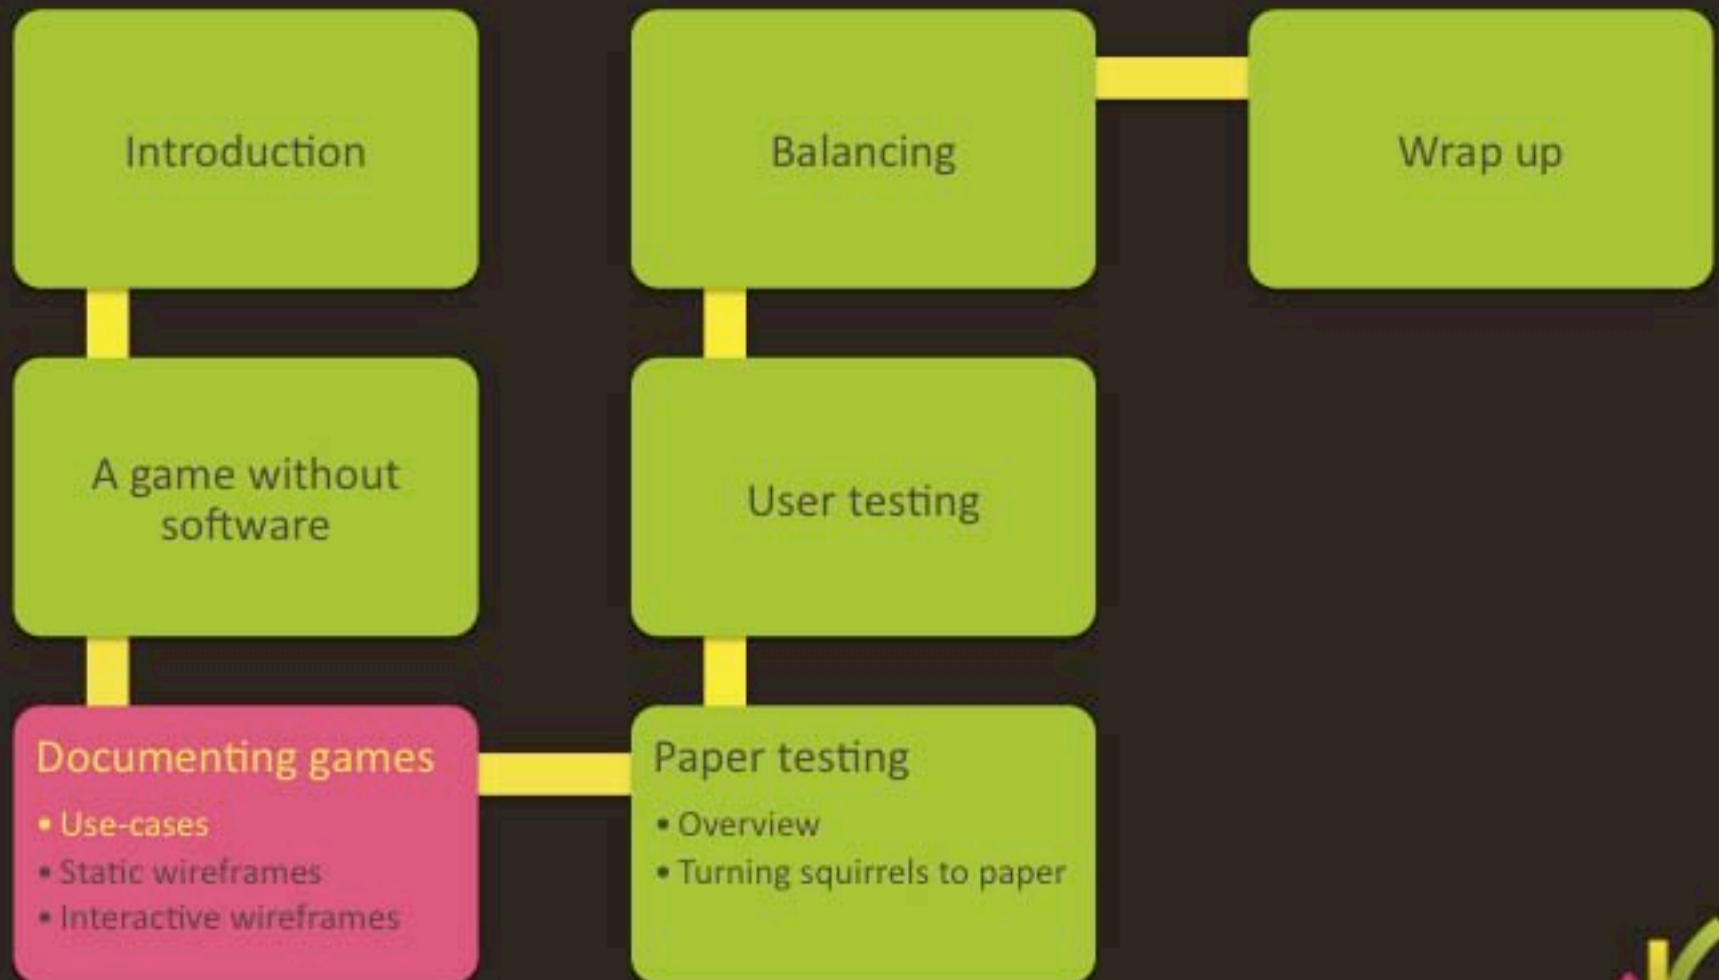 Introduction
A game without
software
Documenting games
• Use-cases
• Static wireframes
• Interactive wireframes
Paper testing
• Overview
• Turning squirrels to paper
User testing
Balancing
Wrap up